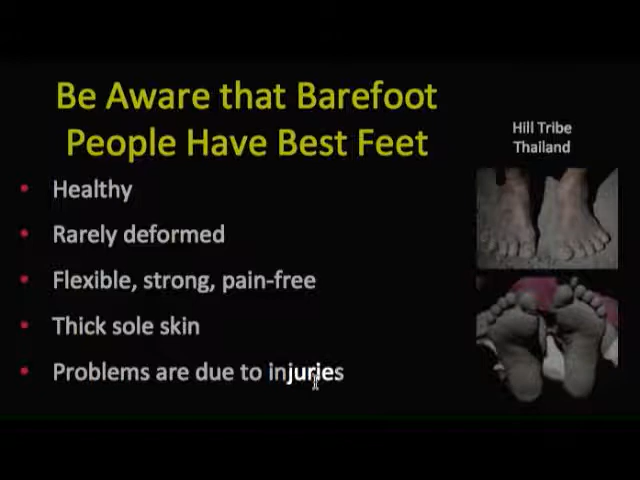 Be Aware that Barefoot
People Have Best Feet
Hill Tribe
Thailand
• Healthy
• Rarely deformed
• Flexible, strong, pain-free
• Thick sole skin
• Problems are due to injuries